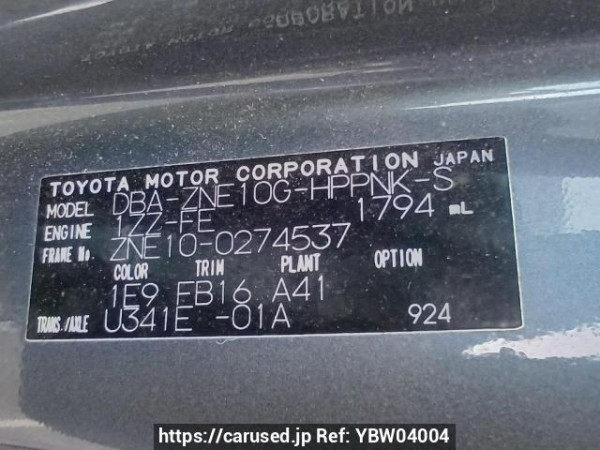 TOYOTA MOTOR CORPORATION JAPAN
MODEL DBA-ZNE10G-HPPNK-S
ENGINE 1ZZ-FE 1794 mL
FRAME No. ZNE10-0274537
COLOR TRIM PLANT OPTION
1E9 FB16 A41
TRANS./AXLE U341E -01A 924
https://carused.jp Ref: YBW04004